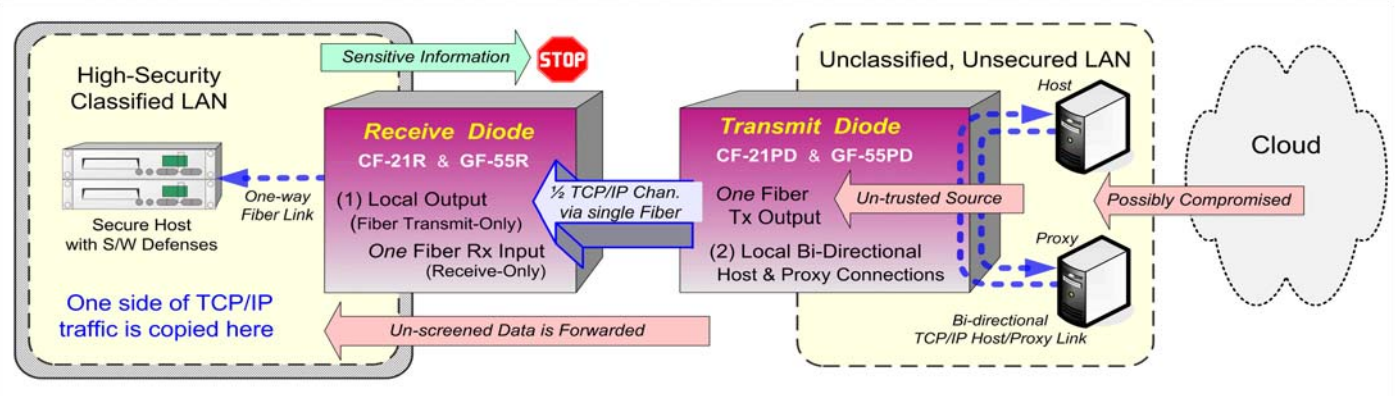 High-Security
Classified LAN
Sensitive Information
STOP
Receive Diode
CF-21R & GF-55R
(1) Local Output
(Fiber Transmit-Only)
One Fiber Rx Input
(Receive-Only)
One-way
Fiber Link
Secure Host
with S/W Defenses
One side of TCP/IP
traffic is copied here
Un-screened Data is Forwarded
½ TCP/IP Chan.
via single Fiber
Transmit Diode
CF-21PD & GF-55PD
One Fiber
Tx Output
(2) Local Bi-Directional
Host & Proxy Connections
Un-trusted Source
Unclassified, Unsecured LAN
Host
Proxy
Bi-directional
TCP/IP Host/Proxy Link
Possibly Compromised
Cloud